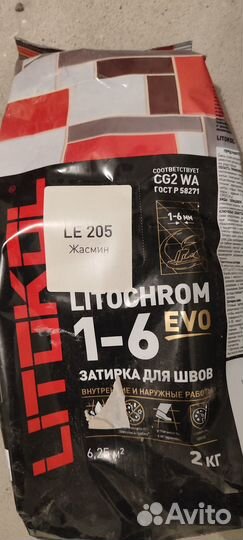 СООТВЕТСТВУЕТ
CG2 WA
ГОСТ Р 58271
1-6 мм
LE 205
Жасмин
LITOKOL
LITOCHROM
1-6 EVO
ЗАТИРКА ДЛЯ ШВОВ
ВНУТРЕННИЕ И НАРУЖНЫЕ РАБОТЫ
6,25 м²
2 КГ
Avito